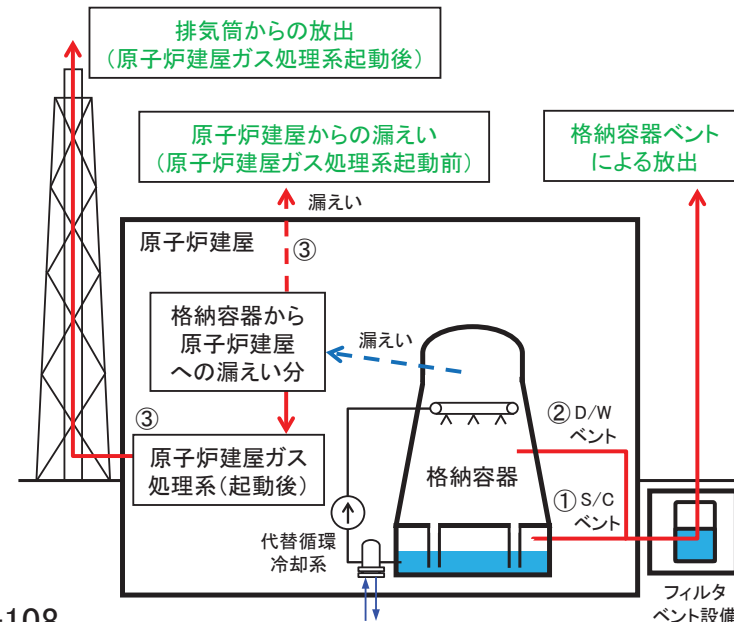 排気筒からの放出
（原子炉建屋ガス処理系起動後）
原子炉建屋からの漏えい
（原子炉建屋ガス処理系起動前）
格納容器ベント
による放出
漏えい
原子炉建屋
③
格納容器から
原子炉建屋
への漏えい分
漏えい
③
原子炉建屋ガス
処理系（起動後）
②D/W
ベント
格納容器
①S/C
ベント
代替循環
冷却系
フィルタ
ベント設備
-108